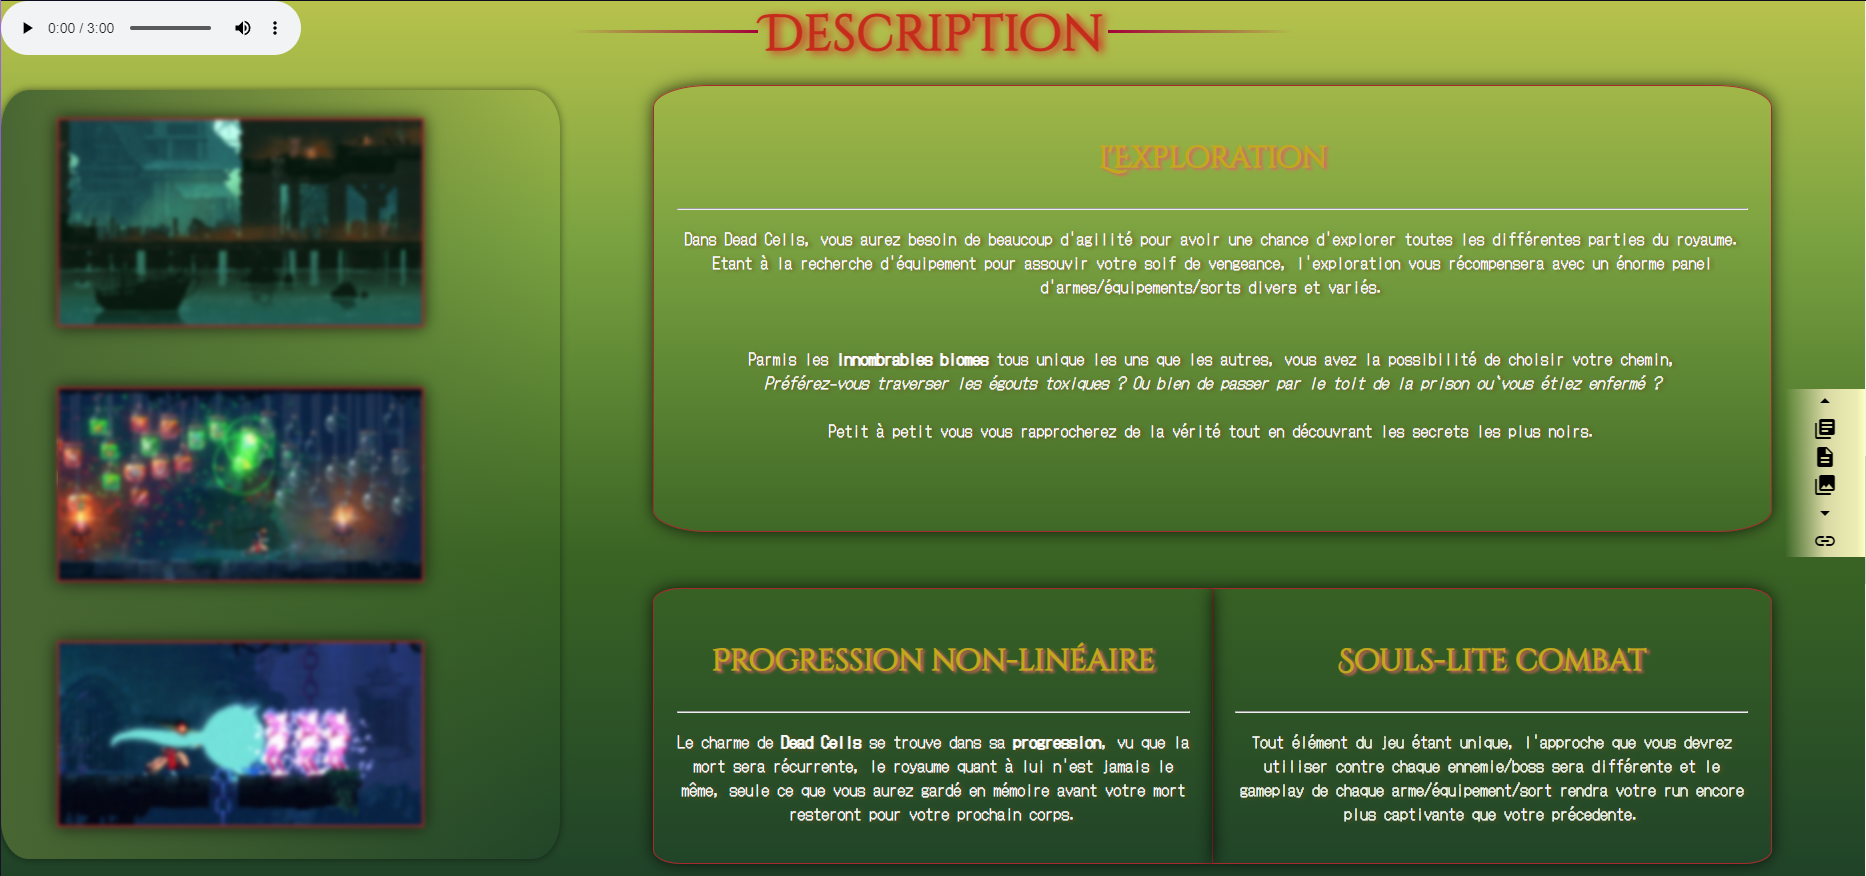 0:00 / 3:00
DESCRIPTION
L'EXPLORATION
Dans Dead Cells, vous aurez besoin de beaucoup d'agilité pour avoir une chance d'explorer toutes les différentes parties du royaume.
Etant à la recherche d'équipement pour assouvir votre soif de vengeance, l'exploration vous récompensera avec un énorme panel
d'armes/équipements/sorts divers et variés.
Parmis les innombrables biomes tous unique les uns que les autres, vous avez la possibilité de choisir votre chemin,
Préférez-vous traverser les égouts toxiques ? Ou bien de passer par le toit de la prison ou`vous étiez enfermé ?
Petit à petit vous vous rapprocherez de la vérité tout en découvrant les secrets les plus noirs.
PROGRESSION NON-LINÉAIRE
Le charme de Dead Cells se trouve dans sa progression, vu que la
mort sera récurrente, le royaume quant à lui n'est jamais le
même, seule ce que vous aurez gardé en mémoire avant votre mort
resteront pour votre prochain corps.
SOULS-LITE COMBAT
Tout élément du jeu étant unique, l'approche que vous devrez
utiliser contre chaque ennemie/boss sera différente et le
gameplay de chaque arme/équipement/sort rendra votre run encore
plus captivante que votre précedente.